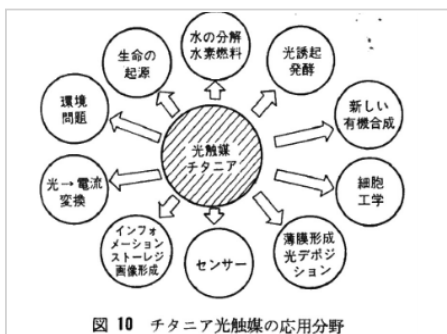 水の分解
水素燃料
光誘起
発酵
新しい
有機合成
細胞
工学
薄膜形成
光デポジ
ション
センサー
インフォ
メーション
ストーレジ
画像形成
光→電流
変換
環境
問題
生命の
起源
光触媒
チタニア
図 10 チタニア光触媒の応用分野